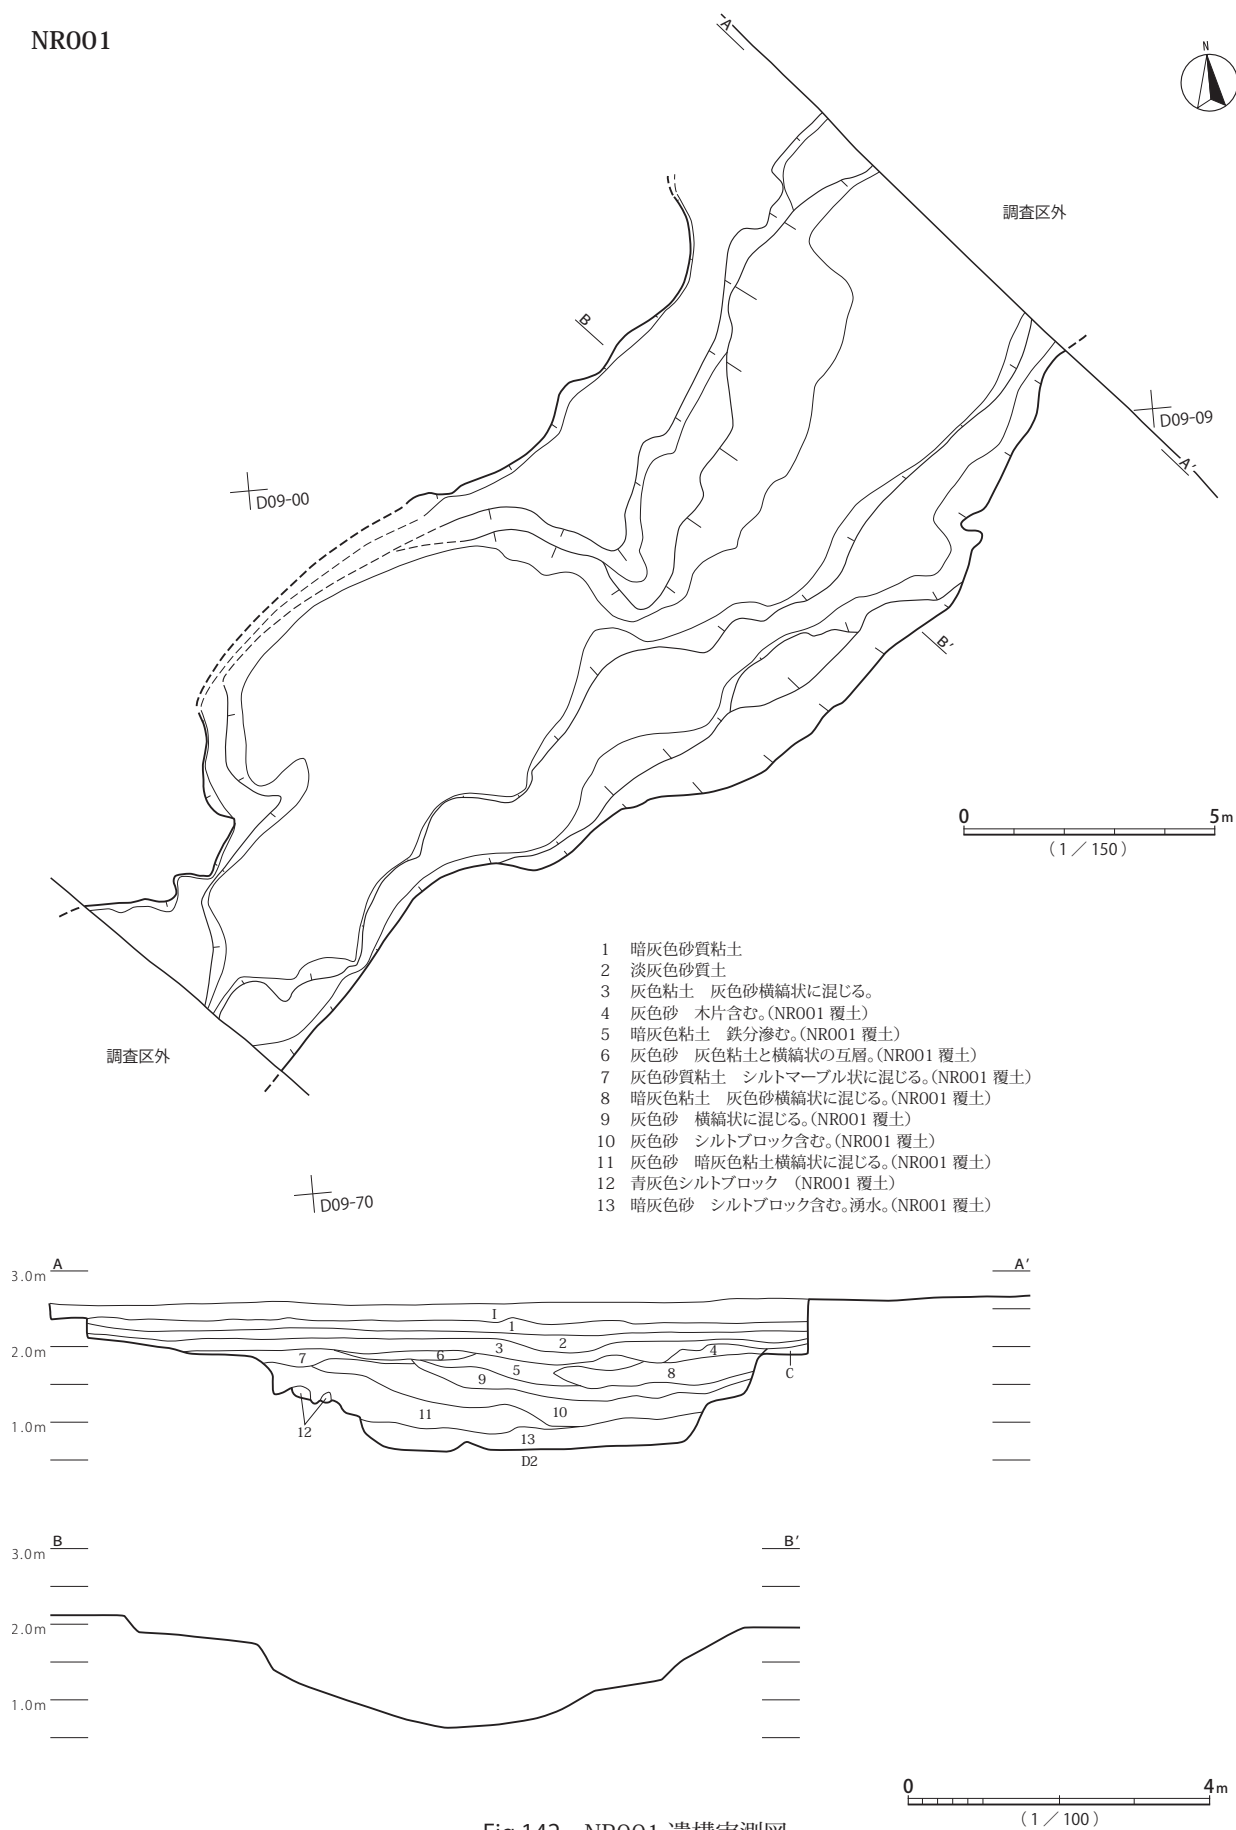 NR001
A
N
調査区外
B
D09-09
A′
D09-00
B′
0 5m
(1／150)
1 暗灰色砂質粘土
2 淡灰色砂質土
3 灰色粘土　灰色砂横縞状に混じる。
4 灰色砂　木片含む。(NR001 覆土)
5 暗灰色粘土　鉄分滲む。(NR001 覆土)
6 灰色砂　灰色粘土と横縞状の互層。(NR001 覆土)
7 灰色砂質粘土　シルトマーブル状に混じる。(NR001 覆土)
8 暗灰色粘土　灰色砂横縞状に混じる。(NR001 覆土)
9 灰色砂　横縞状に混じる。(NR001 覆土)
10 灰色砂　シルトブロック含む。(NR001 覆土)
11 灰色砂　暗灰色粘土横縞状に混じる。(NR001 覆土)
12 青灰色シルトブロック　(NR001 覆土)
13 暗灰色砂　シルトブロック含む。湧水。(NR001 覆土)
調査区外
D09-70
A A′
3.0m
I
1
2
3
4
2.0m
6
7
5
8
C
9
10
11
1.0m
12
13
D2
B B′
3.0m
2.0m
1.0m
0 4m
(1／100)
Fig.142　NR001 遺構実測図